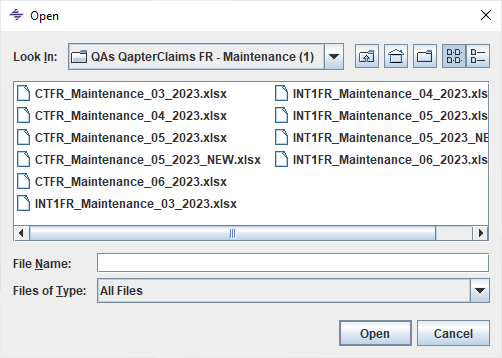 Open
Look In: QAs QapterClaims FR - Maintenance (1)
CTFR_Maintenance_03_2023.xlsx
CTFR_Maintenance_04_2023.xlsx
CTFR_Maintenance_05_2023.xlsx
CTFR_Maintenance_05_2023_NEW.xlsx
CTFR_Maintenance_06_2023.xlsx
INT1FR_Maintenance_03_2023.xlsx
INT1FR_Maintenance_04_2023.xls
INT1FR_Maintenance_05_2023.xls
INT1FR_Maintenance_05_2023_NE
INT1FR_Maintenance_06_2023.xls
File Name:
Files of Type: All Files
Open Cancel